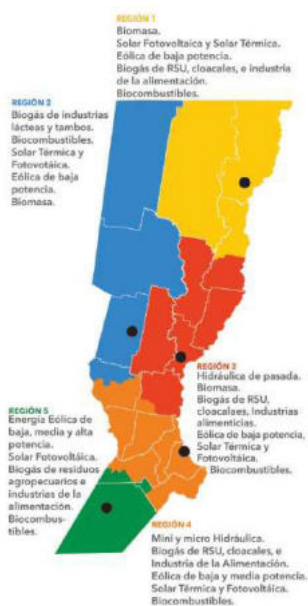 REGIÓN 1
Biomasa.
Solar Fotovoltaica y Solar Térmica.
Eólica de baja potencia.
Biogás de RSU, cloacales, e industria
de la alimentación.
Biocombustibles.
REGIÓN 2
Biogás de industrias
lácteas y tambos.
Biocombustibles.
Solar Térmica y
Fotovotáica.
Eólica de baja
potencia.
Biomasa.
REGIÓN 3
Hidráulica de pasada.
Biomasa.
Biogás de RSU,
cloacalaes, Industrias
alimenticias.
Eólica de baja potencia,
Solar Térmica y
Fotovoltáica.
Biocombustibles.
REGIÓN 5
Energía Eólica de
baja, media y alta
potencia.
Solar Fotovoltáica.
Biogás de residuos
agropecuarios e
industrias de la
alimentación.
Biocombus-
tibles.
REGIÓN 4
Mini y micro Hidráulica.
Biogás de RSU, cloacales, e
Industria de la Alimentación.
Eólica de baja y media potencia.
Solar Térmica y Fotovoltaica.
Biocombustibles.